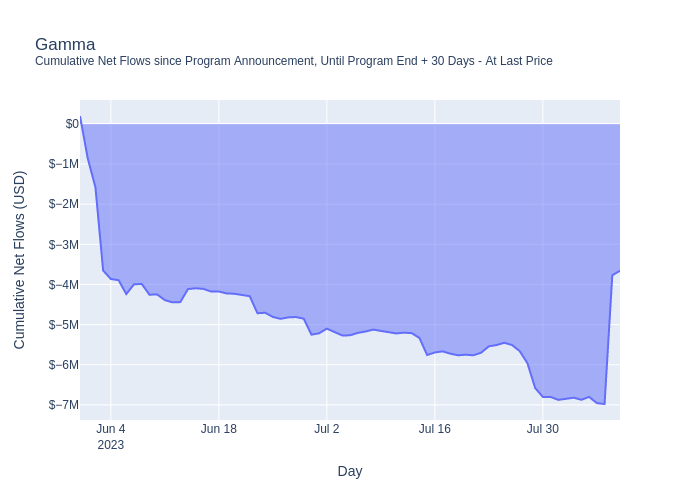 Gamma
Cumulative Net Flows since Program Announcement, Until Program End + 30 Days - At Last Price
Cumulative Net Flows (USD)
$0
$−1M
$−2M
$−3M
$−4M
$−5M
$−6M
$−7M
Jun 4
2023
Jun 18
Jul 2
Jul 16
Jul 30
Day